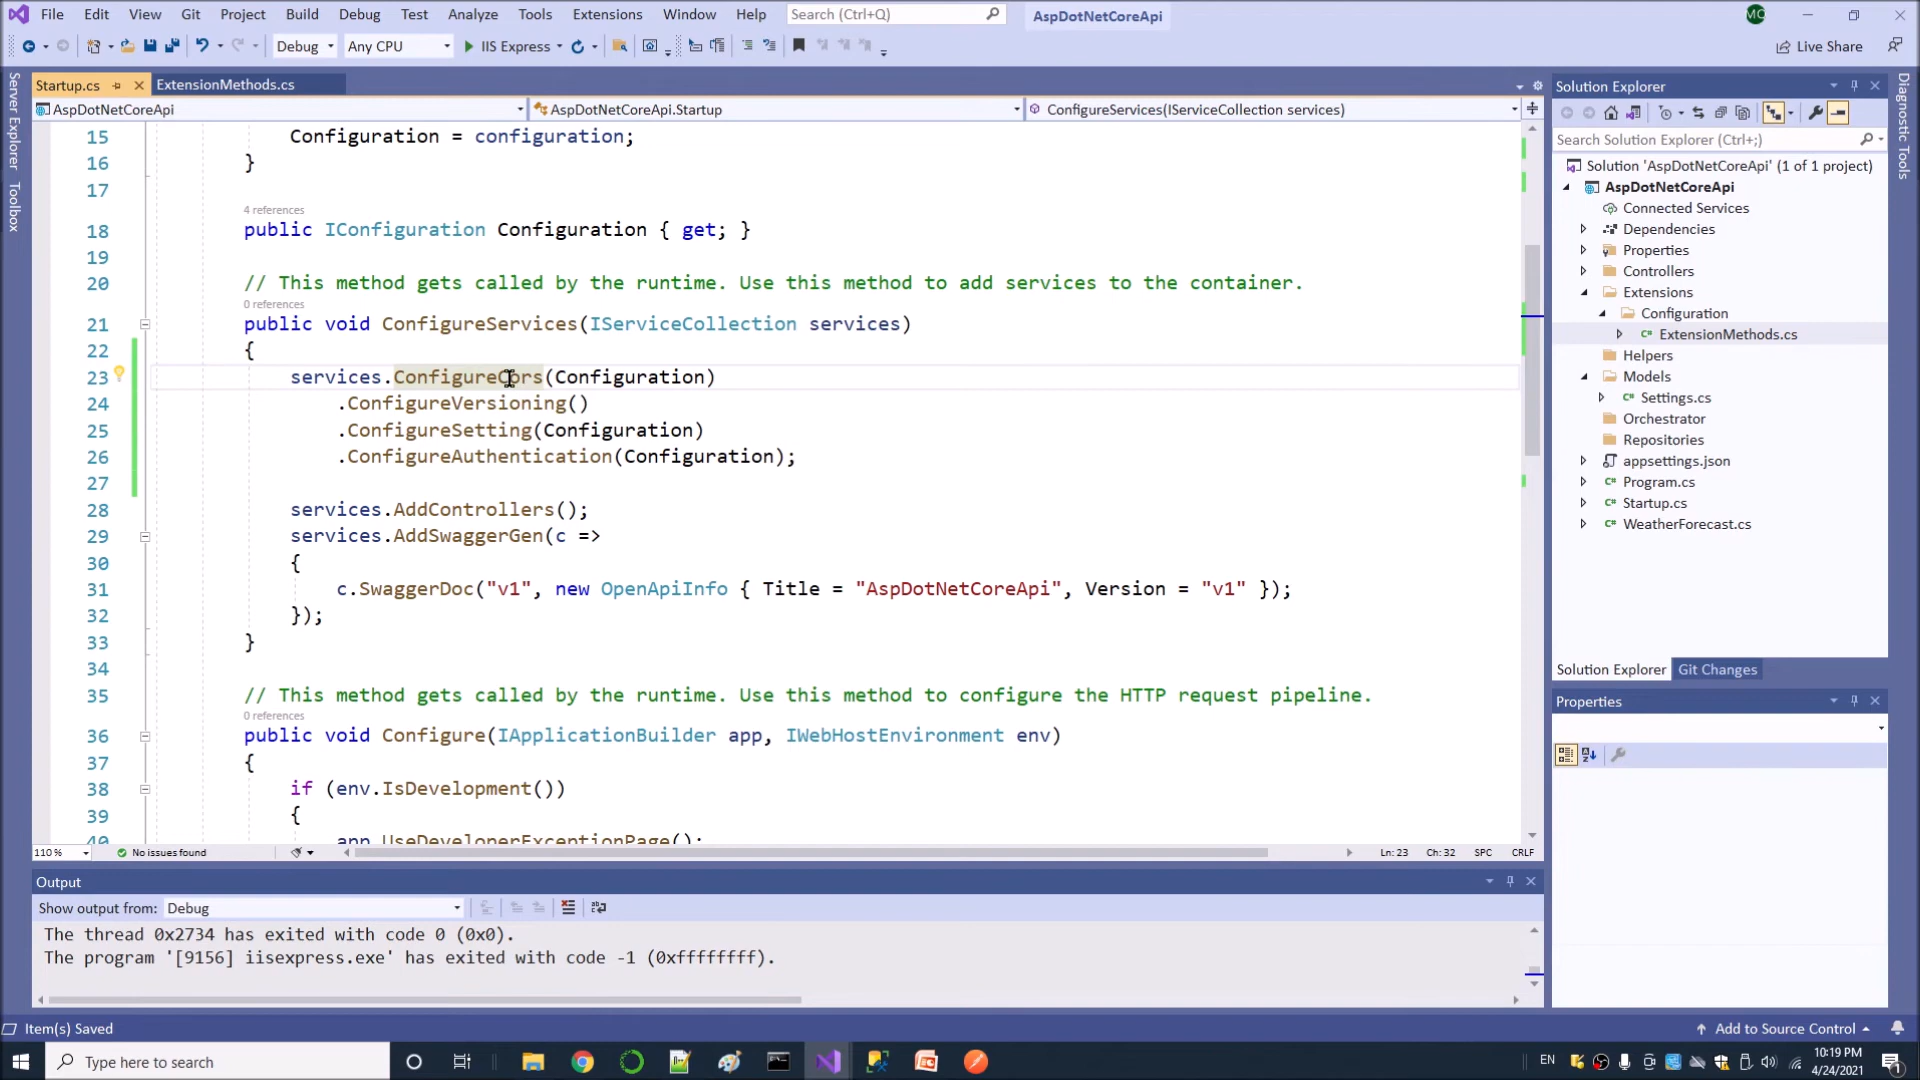 File Edit View Git Project Build Debug Test Analyze Tools Extensions Window Help Search (Ctrl+Q) AspDotNetCoreApi MC
Debug Any CPU IIS Express Live Share
Server Explorer Toolbox
Diagnostic Tools
Startup.cs ExtensionMethods.cs
AspDotNetCoreApi AspDotNetCoreApi.Startup ConfigureServices(IServiceCollection services)
15 Configuration = configuration;
16 }
17
4 references
18 public IConfiguration Configuration { get; }
19
20 // This method gets called by the runtime. Use this method to add services to the container.
0 references
21 public void ConfigureServices(IServiceCollection services)
22 {
23 services.ConfigureCors(Configuration)
24 .ConfigureVersioning()
25 .ConfigureSetting(Configuration)
26 .ConfigureAuthentication(Configuration);
27
28 services.AddControllers();
29 services.AddSwaggerGen(c =>
30 {
31 c.SwaggerDoc("v1", new OpenApiInfo { Title = "AspDotNetCoreApi", Version = "v1" });
32 });
33 }
34
35 // This method gets called by the runtime. Use this method to configure the HTTP request pipeline.
0 references
36 public void Configure(IApplicationBuilder app, IWebHostEnvironment env)
37 {
38 if (env.IsDevelopment())
39 {
40 app.UseDeveloperExceptionPage();
110 % No issues found Ln: 23 Ch: 32 SPC CRLF
Output
Show output from: Debug
The thread 0x2734 has exited with code 0 (0x0).
The program '[9156] iisexpress.exe' has exited with code -1 (0xffffffff).
Solution Explorer
Search Solution Explorer (Ctrl+;)
Solution 'AspDotNetCoreApi' (1 of 1 project)
AspDotNetCoreApi
Connected Services
Dependencies
Properties
Controllers
Extensions
Configuration
C# ExtensionMethods.cs
Helpers
Models
C# Settings.cs
Orchestrator
Repositories
appsettings.json
C# Program.cs
C# Startup.cs
C# WeatherForecast.cs
Solution Explorer Git Changes
Properties
Item(s) Saved Add to Source Control
Type here to search EN 10:19 PM
4/24/2021 1